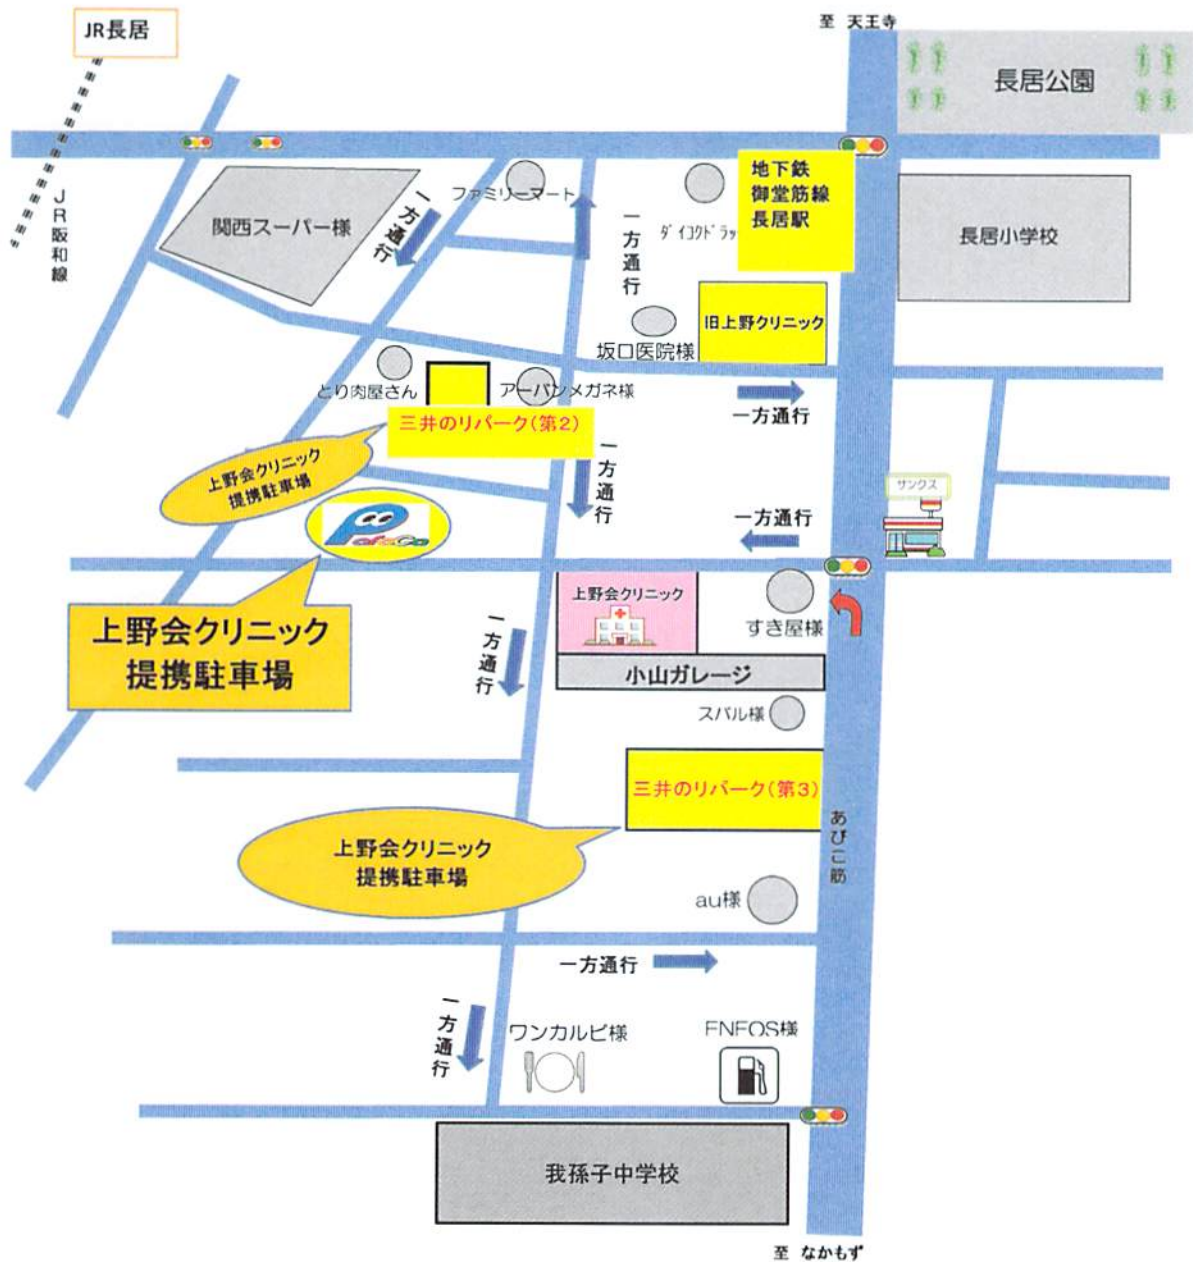 JR長居
至 天王寺
長居公園
JR阪和線
関西スーパー様
ファミリーマート
一方通行
一方通行
ダイコクドラッ
地下鉄
御堂筋線
長居駅
長居小学校
旧上野クリニック
坂口医院様
とり肉屋さん
アーバンメガネ様
一方通行
三井のリパーク(第2)
上野会クリニック
提携駐車場
一方通行
サンクス
一方通行
上野会クリニック
提携駐車場
上野会クリニック
すき屋様
一方通行
小山ガレージ
スバル様
三井のリパーク(第3)
あびこ筋
上野会クリニック
提携駐車場
au様
一方通行
一方通行
ワンカルビ様
ENEOS様
我孫子中学校
至 なかもず